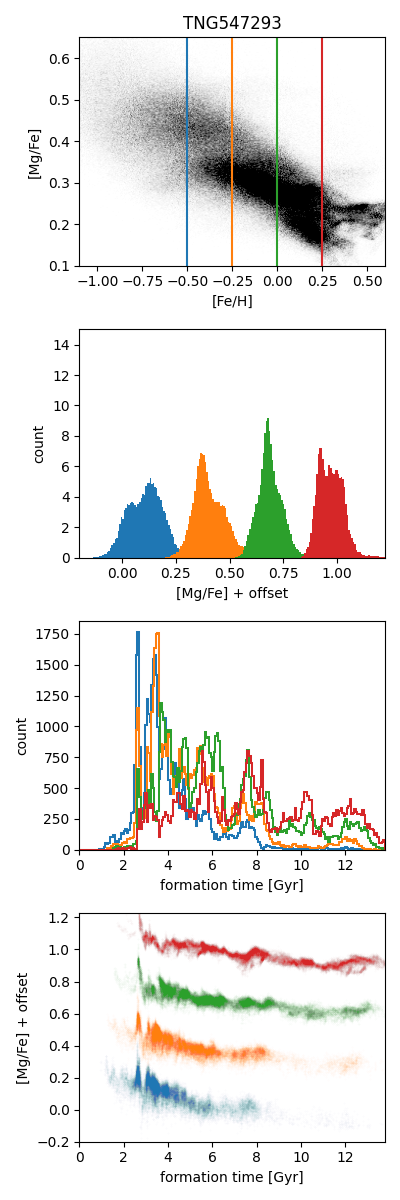 TNG547293
0.6
0.5
0.4
0.3
0.2
0.1
[Mg/Fe]
−1.00 −0.75 −0.50 −0.25 0.00 0.25 0.50
[Fe/H]
14
12
10
8
6
4
2
0
count
0.00 0.25 0.50 0.75 1.00
[Mg/Fe] + offset
1750
1500
1250
1000
750
500
250
0
count
0 2 4 6 8 10 12
formation time [Gyr]
1.2
1.0
0.8
0.6
0.4
0.2
0.0
−0.2
[Mg/Fe] + offset
0 2 4 6 8 10 12
formation time [Gyr]